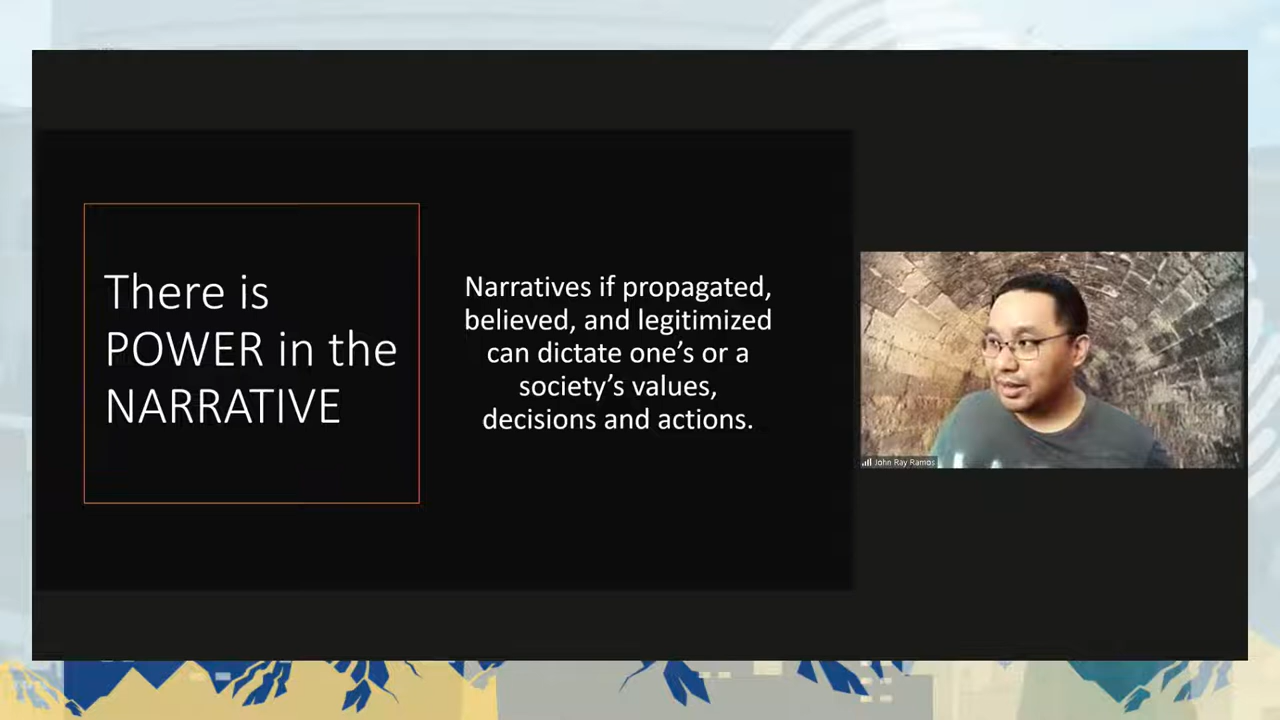 There is
POWER in the
NARRATIVE
Narratives if propagated,
believed, and legitimized
can dictate one’s or a
society’s values,
decisions and actions.
John Ray Ramos